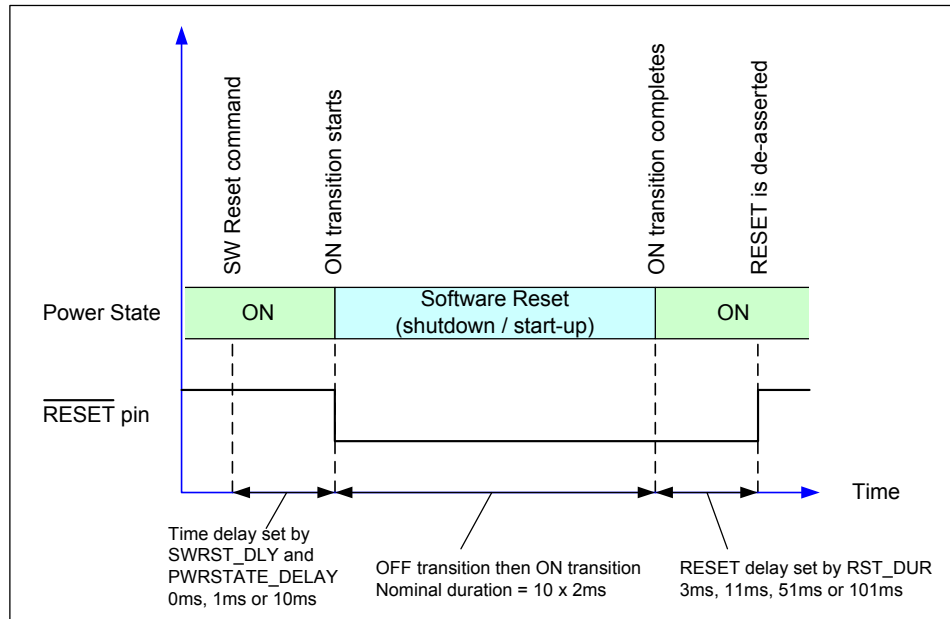 SW Reset command
ON transition starts
ON transition completes
RESET is de-asserted
Power State
ON
Software Reset
(shutdown / start-up)
ON
RESET pin
Time
Time delay set by
SWRST_DLY and
PWRSTATE_DELAY
0ms, 1ms or 10ms
OFF transition then ON transition
Nominal duration = 10 x 2ms
RESET delay set by RST_DUR
3ms, 11ms, 51ms or 101ms